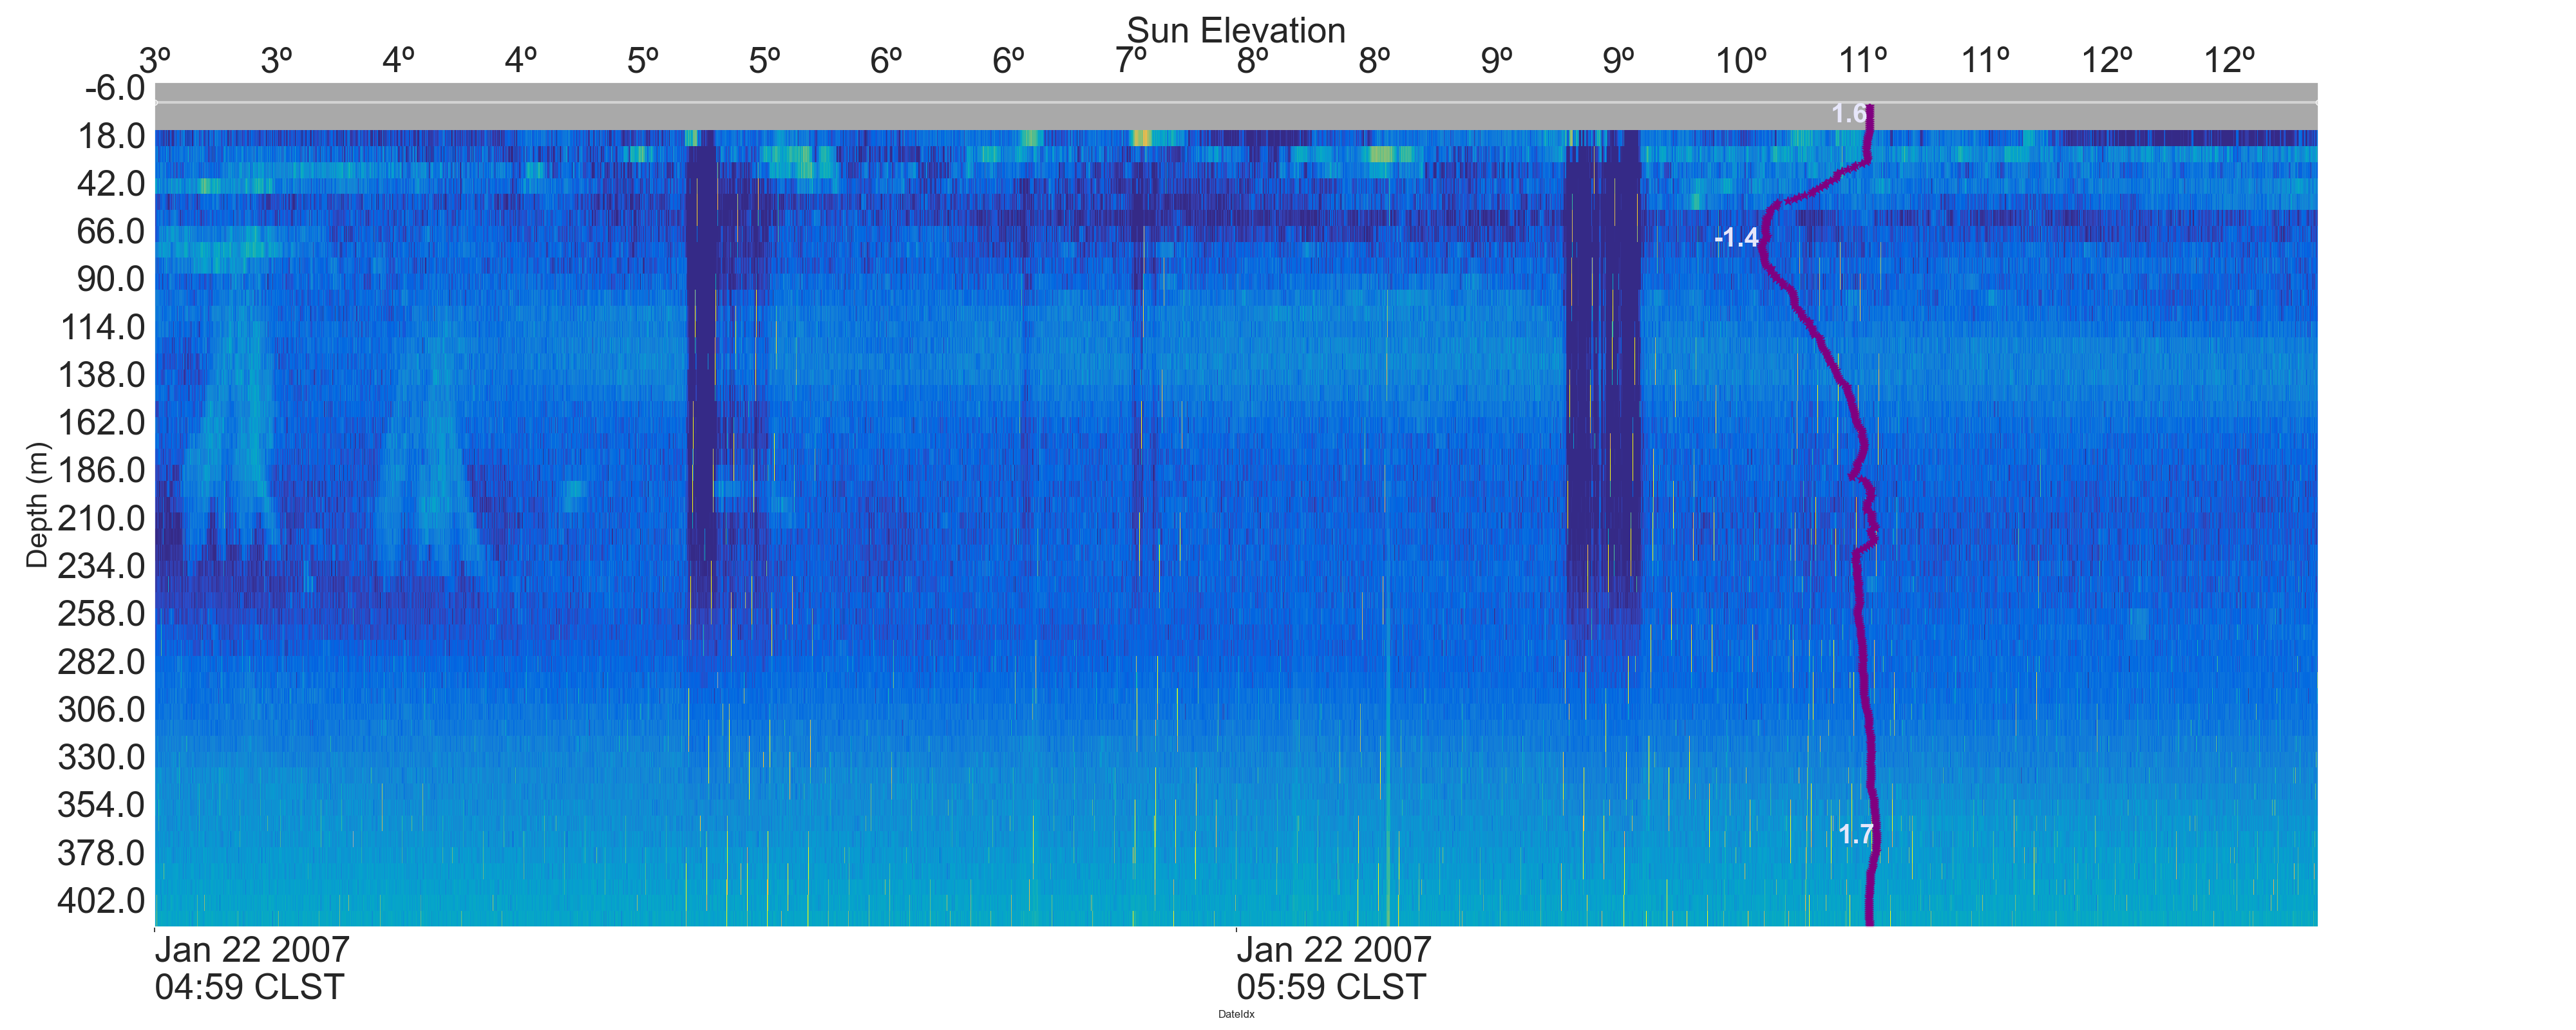 Sun Elevation
3º 3º 4º 4º 5º 5º 6º 6º 7º 8º 8º 9º 9º 10º 11º 11º 12º 12º
-6.0
18.0
42.0
66.0
90.0
114.0
138.0
162.0
186.0
210.0
234.0
258.0
282.0
306.0
330.0
354.0
378.0
402.0
Depth (m)
1.6
-1.4
1.7
Jan 22 2007
04:59 CLST
Jan 22 2007
05:59 CLST
DateIdx